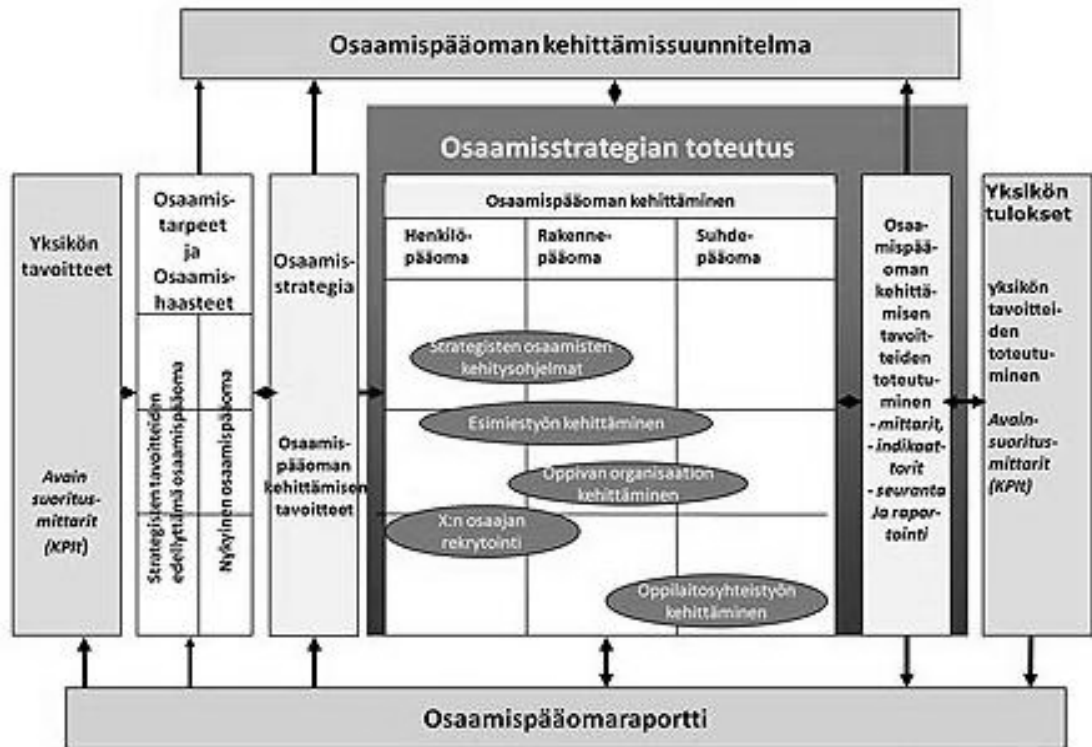 Osaamispääoman kehittämissuunnitelma
Yksikön
tavoitteet
Avain
suoritus-
mittarit
(KPIt)
Osaamis-
tarpeet
ja
Osaamis-
haasteet
Strategisten tavoitteiden
edellyttämä osaamispääoma
Nykyinen osaamispääoma
Osaamis-
strategia
Osaamis-
pääoman
kehittämisen
tavoitteet
Osaamisstrategian toteutus
Osaamispääoman kehittäminen
Henkilö-
pääoma
Rakenne-
pääoma
Suhde-
pääoma
Strategisten osaamisten
kehitysohjelmat
Esimiestyön kehittäminen
Oppivan organisaation
kehittäminen
X:n osaajan
rekrytointi
Oppilaitosyhteistyön
kehittäminen
Osaa-
mispää-
oman
kehittä-
misen
tavoit-
teiden
toteutu-
minen
- mittarit,
- indikaat-
torit
- seuranta
ja rapor-
tointi
Yksikön
tulokset
yksikön
tavoittei-
den
toteutu-
minen
Avain-
suoritus-
mittarit
(KPIt)
Osaamispääomaraportti